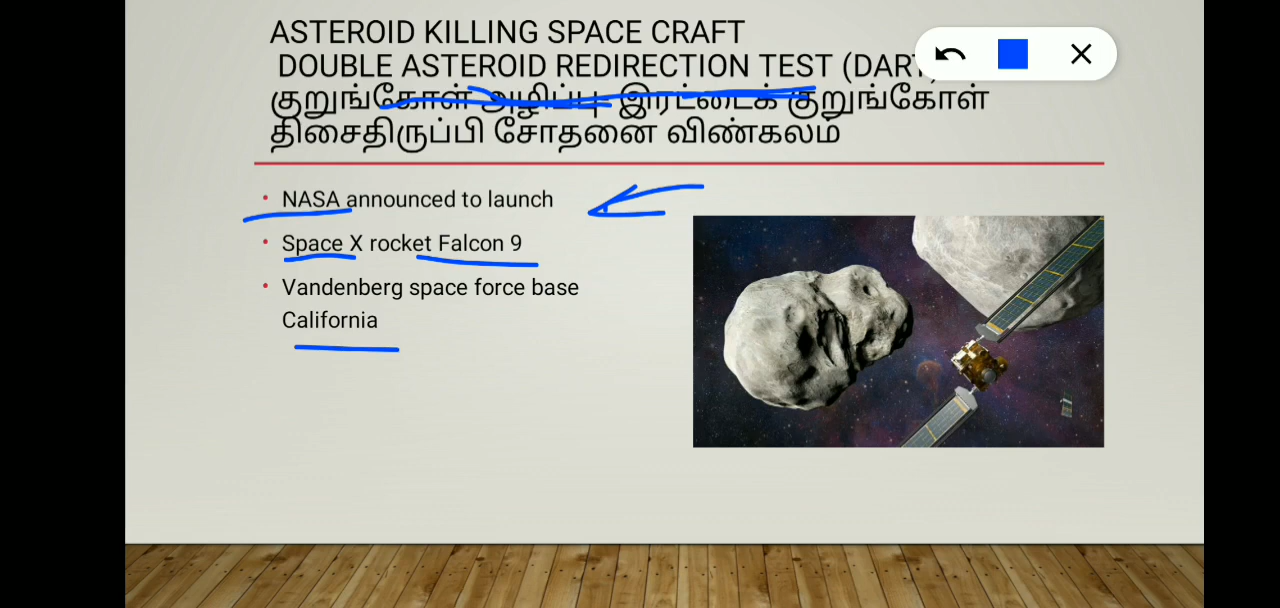 ASTEROID KILLING SPACE CRAFT
DOUBLE ASTEROID REDIRECTION TEST (DART
குறுங்கோள் அழிப்பு இரட்டைக் குறுங்கோள்
திசைதிருப்பி சோதனை விண்கலம்
• NASA announced to launch
• Space X rocket Falcon 9
• Vandenberg space force base
California